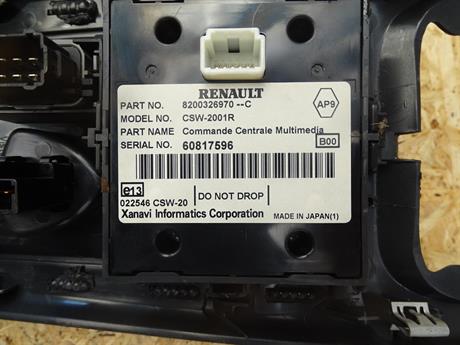 RENAULT
PART NO. 8200326970 --C
AP9
MODEL NO. CSW-2001R
PART NAME Commande Centrale Multimedia
SERIAL NO. 60817596
B00
e13
DO NOT DROP
022546 CSW-20
Xanavi Informatics Corporation
MADE IN JAPAN(1)